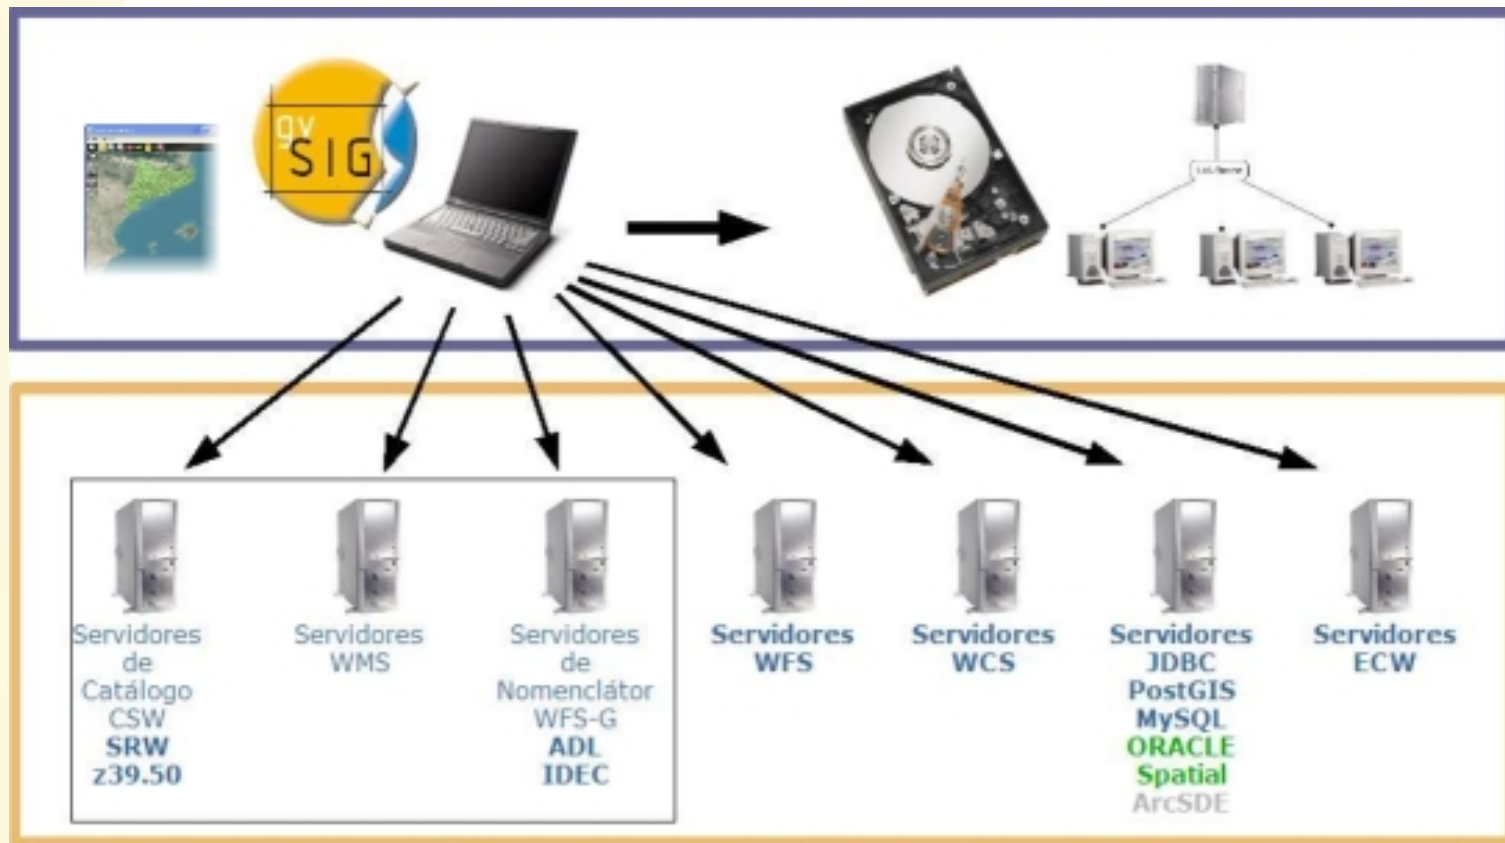 gv
SIG
Servidores
de
Catálogo
CSW
SRW
z39.50
Servidores
WMS
Servidores
de
Nomenclátor
WFS-G
ADL
IDEC
Servidores
WFS
Servidores
WCS
Servidores
JDBC
PostGIS
MySQL
ORACLE
Spatial
ArcSDE
Servidores
ECW